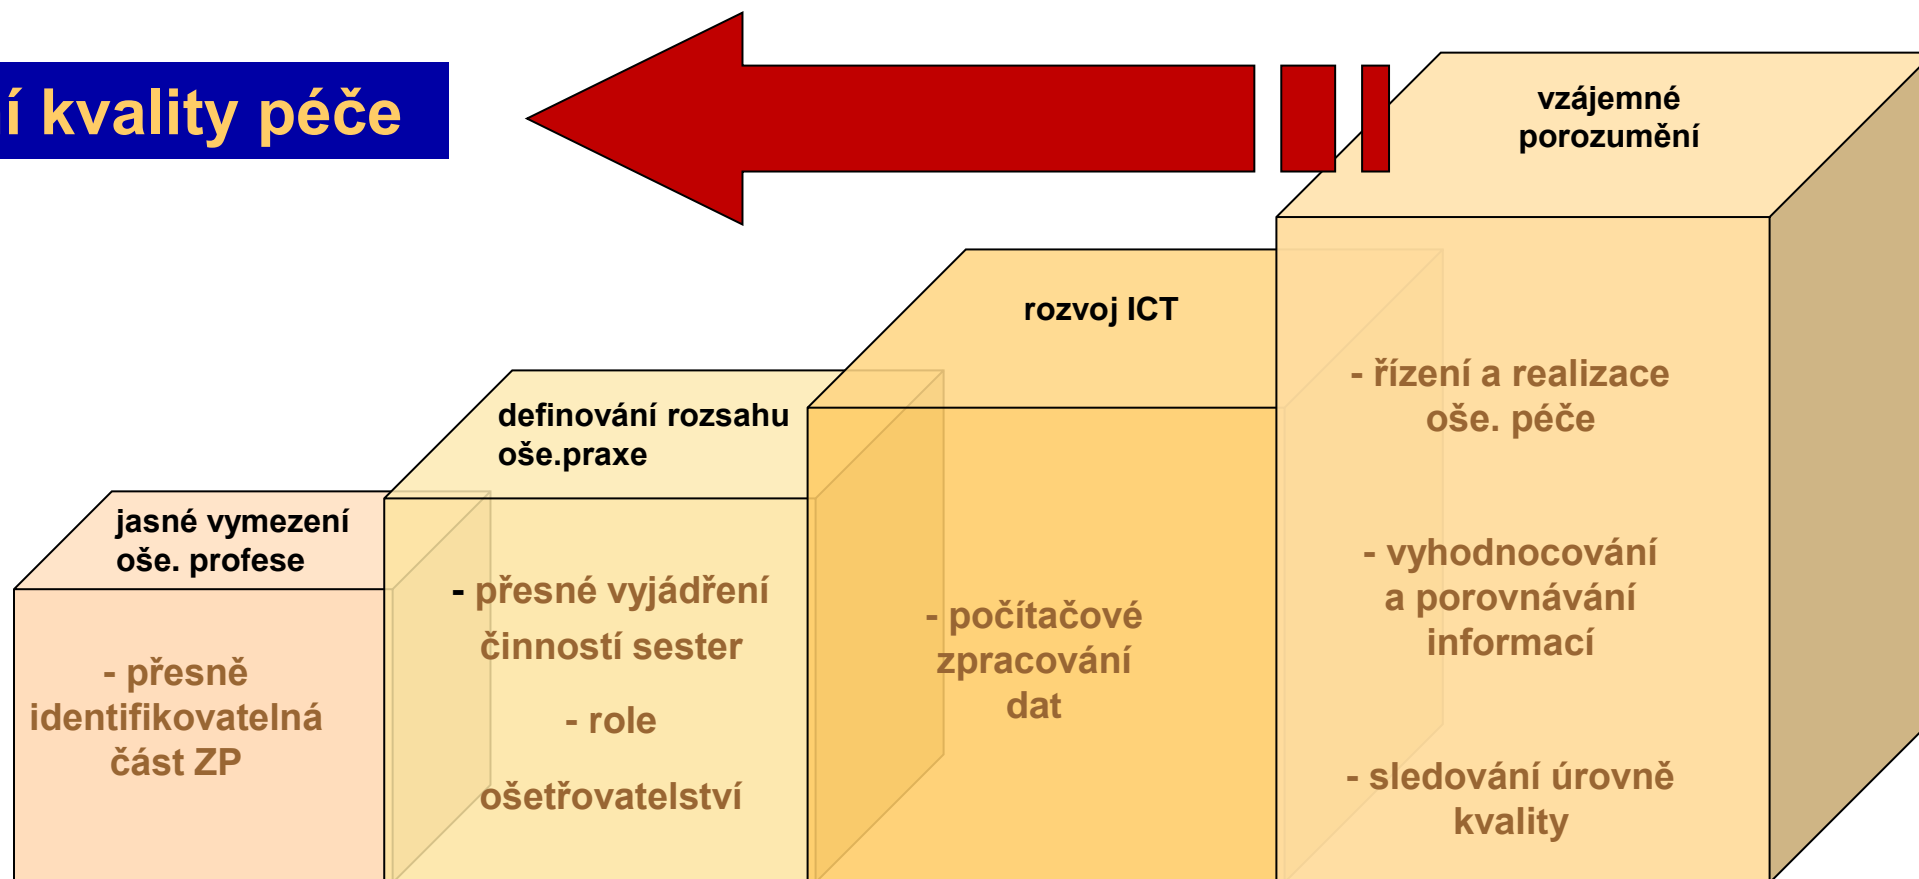 í kvality péče
vzájemné
porozumění
rozvoj ICT
definování rozsahu
oše.praxe
jasné vymezení
oše. profese
- přesně
identifikovatelná
část ZP
- přesné vyjádření
činností sester
- role
ošetřovatelství
- počítačové
zpracování
dat
- řízení a realizace
oše. péče
- vyhodnocování
a porovnávání
informací
- sledování úrovně
kvality